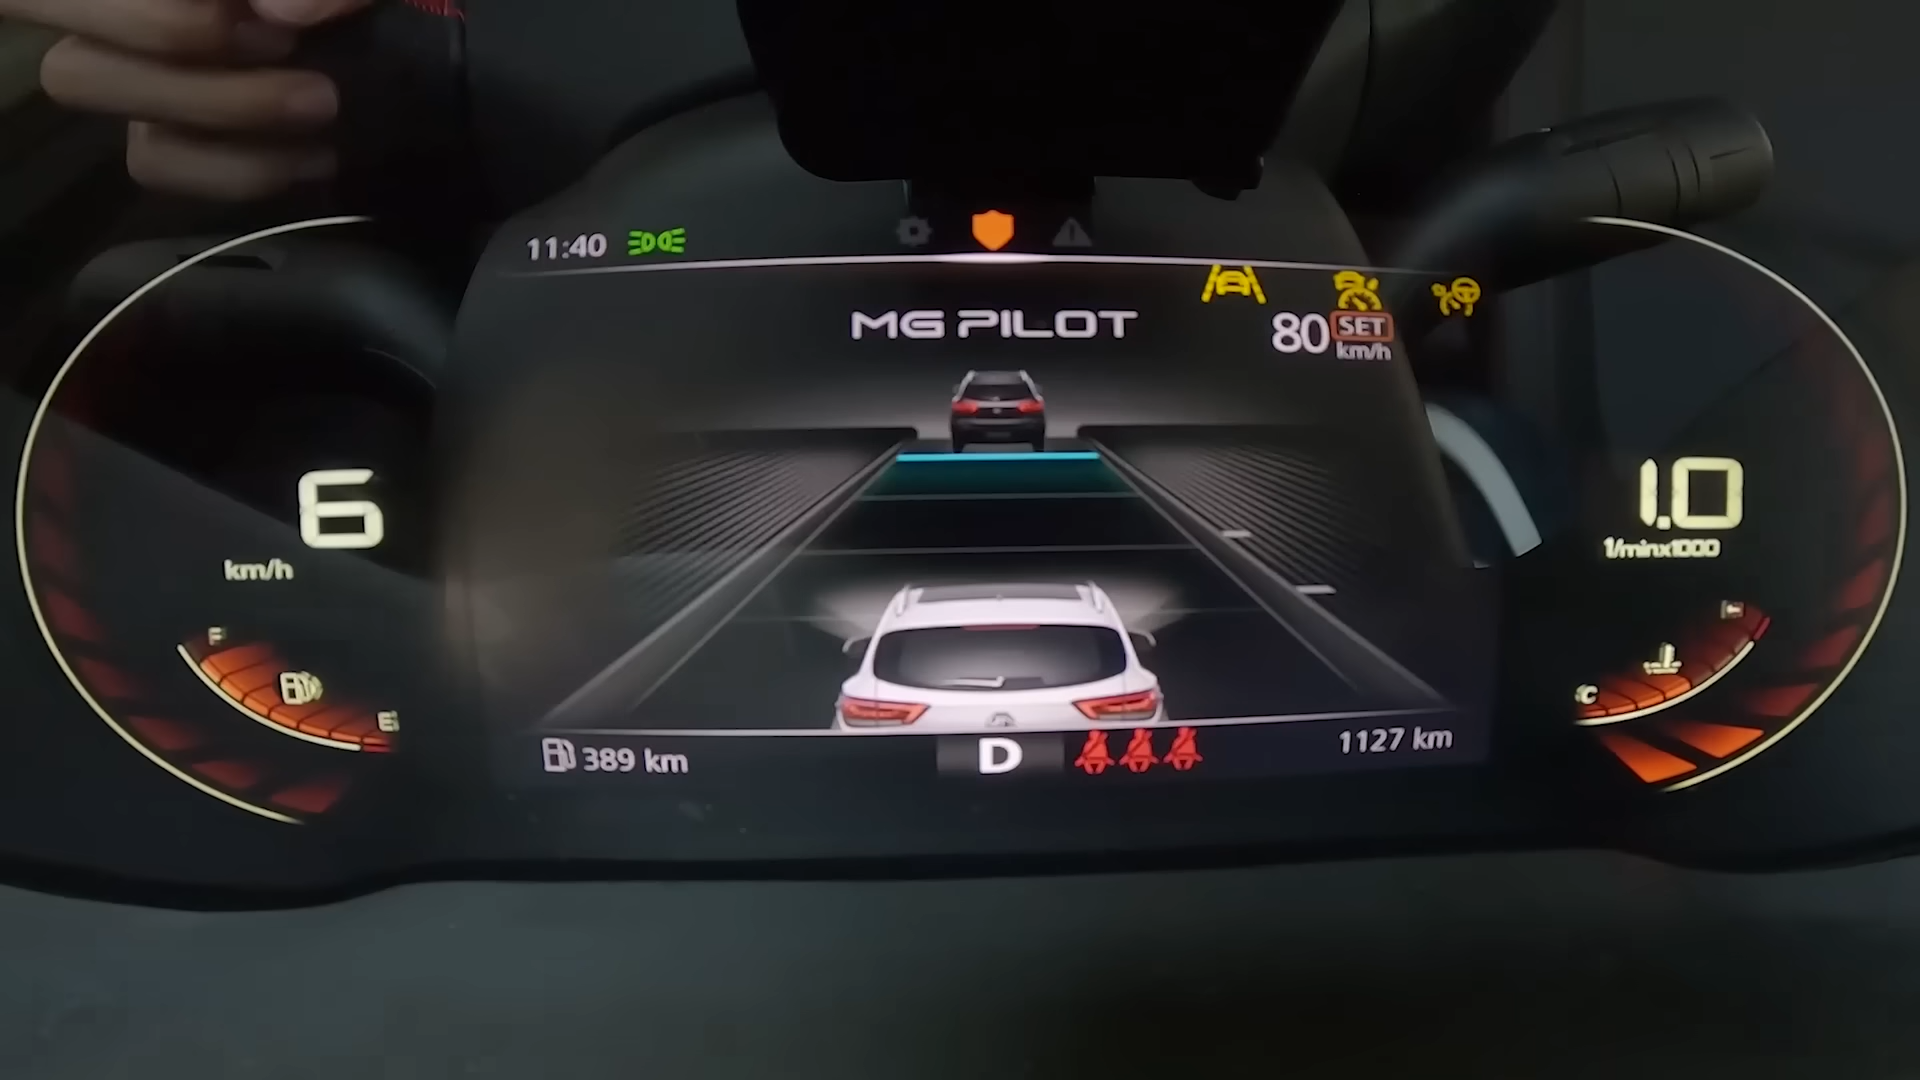 11:40
MG PILOT
80 SET
km/h
6
km/h
1.0
1/minx1000
F
E
H
C
389 km
D
1127 km